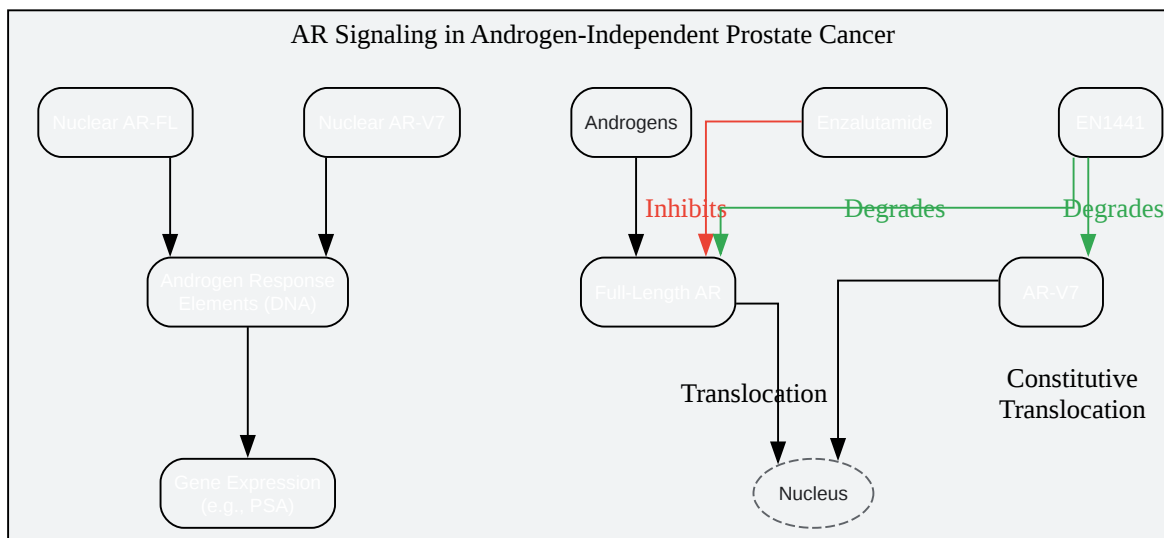 AR Signaling in Androgen-Independent Prostate Cancer
Nuclear AR-FL
Nuclear AR-V7
Androgens
Enzalutamide
EN1441
Inhibits
Degrades
Degrades
Androgen Response
Elements (DNA)
Full-Length AR
AR-V7
Translocation
Constitutive
Translocation
Gene Expression
(e.g., PSA)
Nucleus